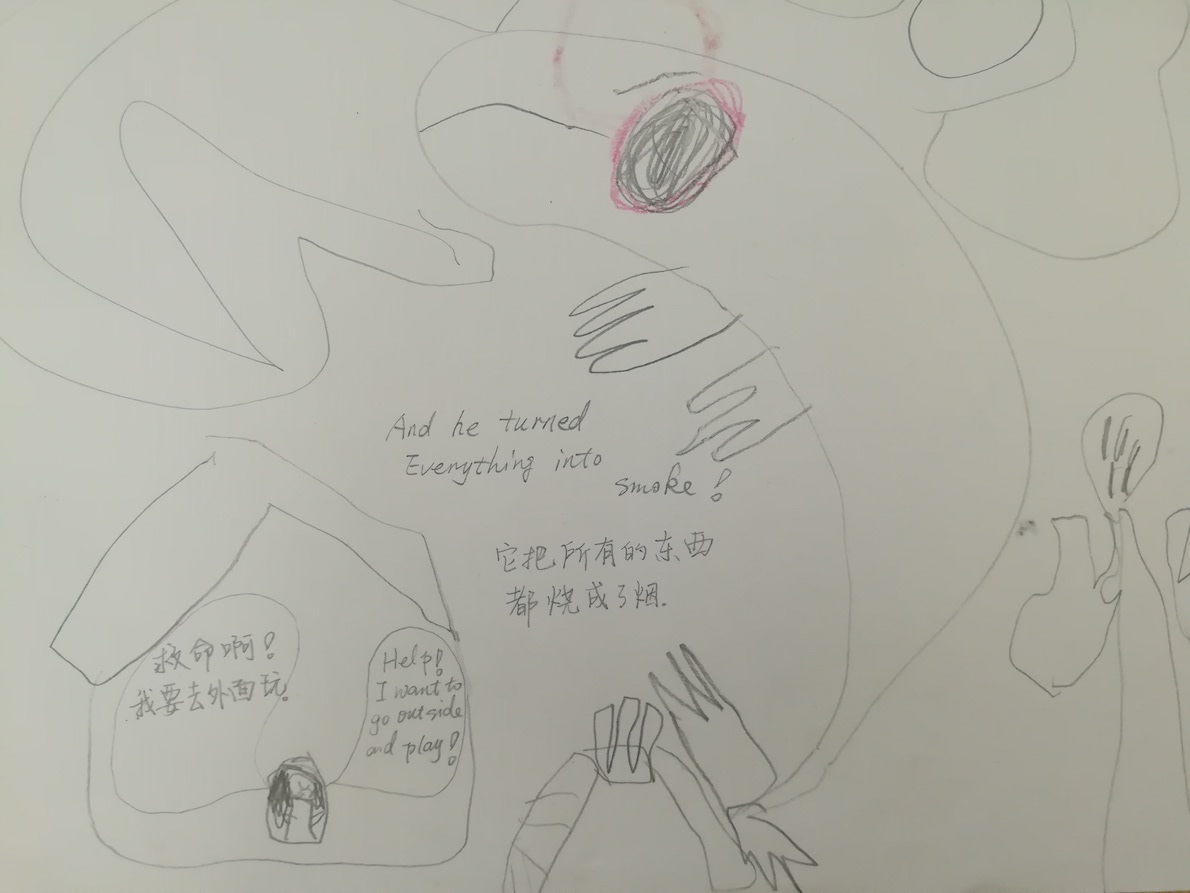 And he turned
Everything into
smoke!
它把所有的东西
都烧成了烟.
救命啊!
我要去外面玩。
Help!
I want to
go outside
and play!